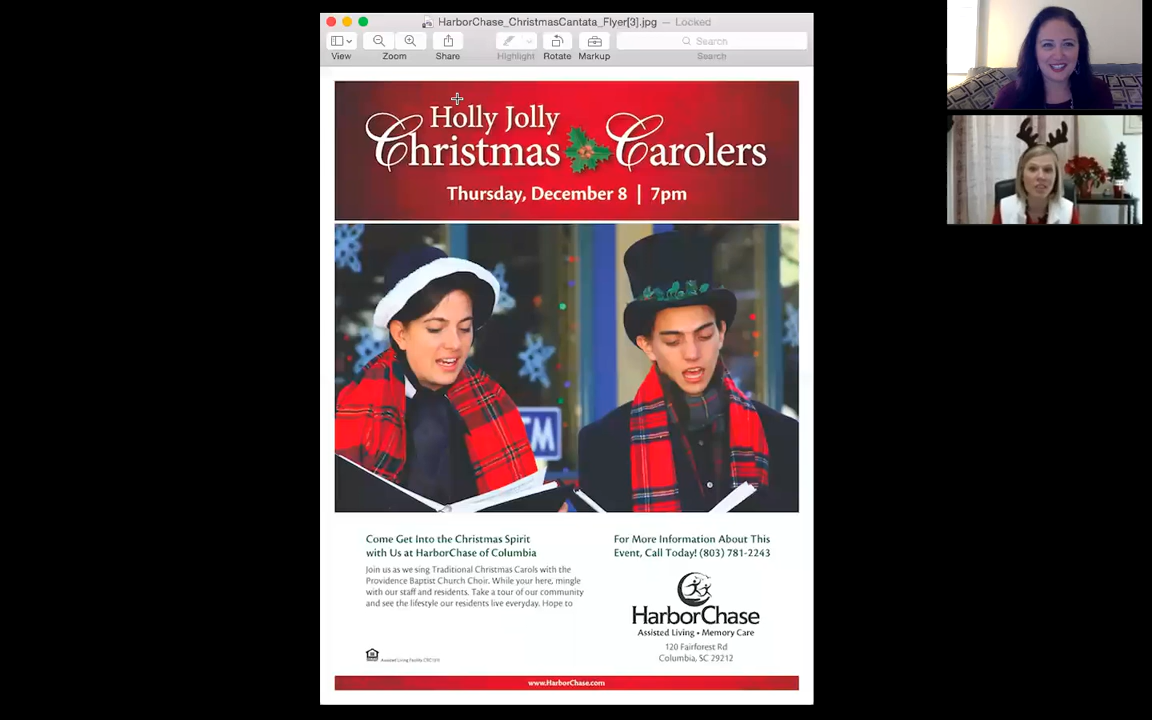 HarborChase_ChristmasCantata_Flyer[3].jpg — Locked
Search
View Zoom Share Highlight Rotate Markup Search
Holly Jolly
Christmas Carolers
Thursday, December 8 | 7pm
TM
Come Get Into the Christmas Spirit
with Us at HarborChase of Columbia
Join us as we sing Traditional Christmas Carols with the
Providence Baptist Church Choir. While your here, mingle
with our staff and residents. Take a tour of our community
and see the lifestyle our residents live everyday. Hope to
For More Information About This
Event, Call Today! (803) 781-2243
HarborChase
Assisted Living • Memory Care
120 Fairforest Rd
Columbia, SC 29212
Assisted Living Facility
www.HarborChase.com